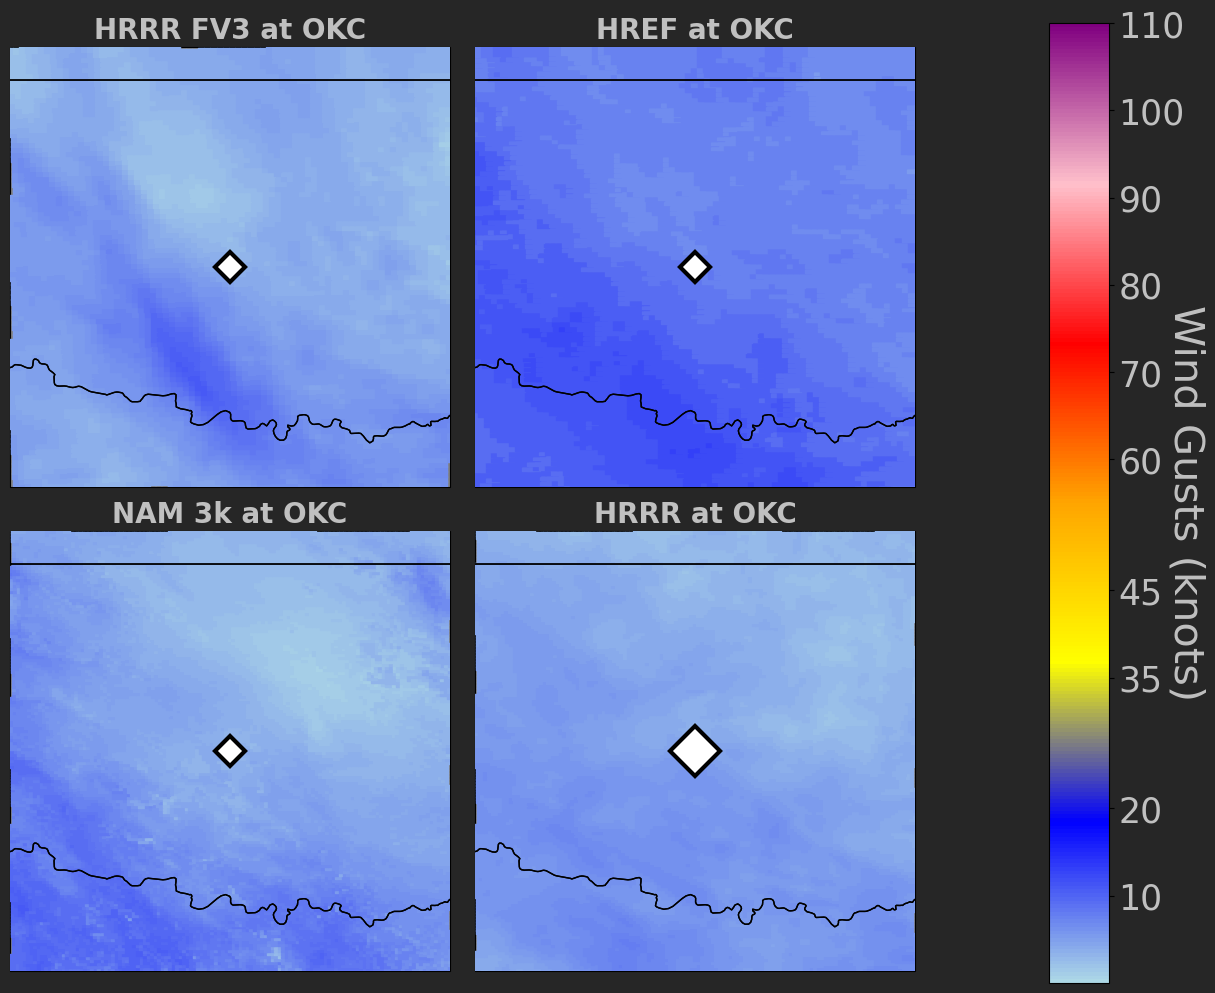 HRRR FV3 at OKC
HREF at OKC
NAM 3k at OKC
HRRR at OKC
110
100
90
80
70
60
45
35
20
10
Wind Gusts (knots)